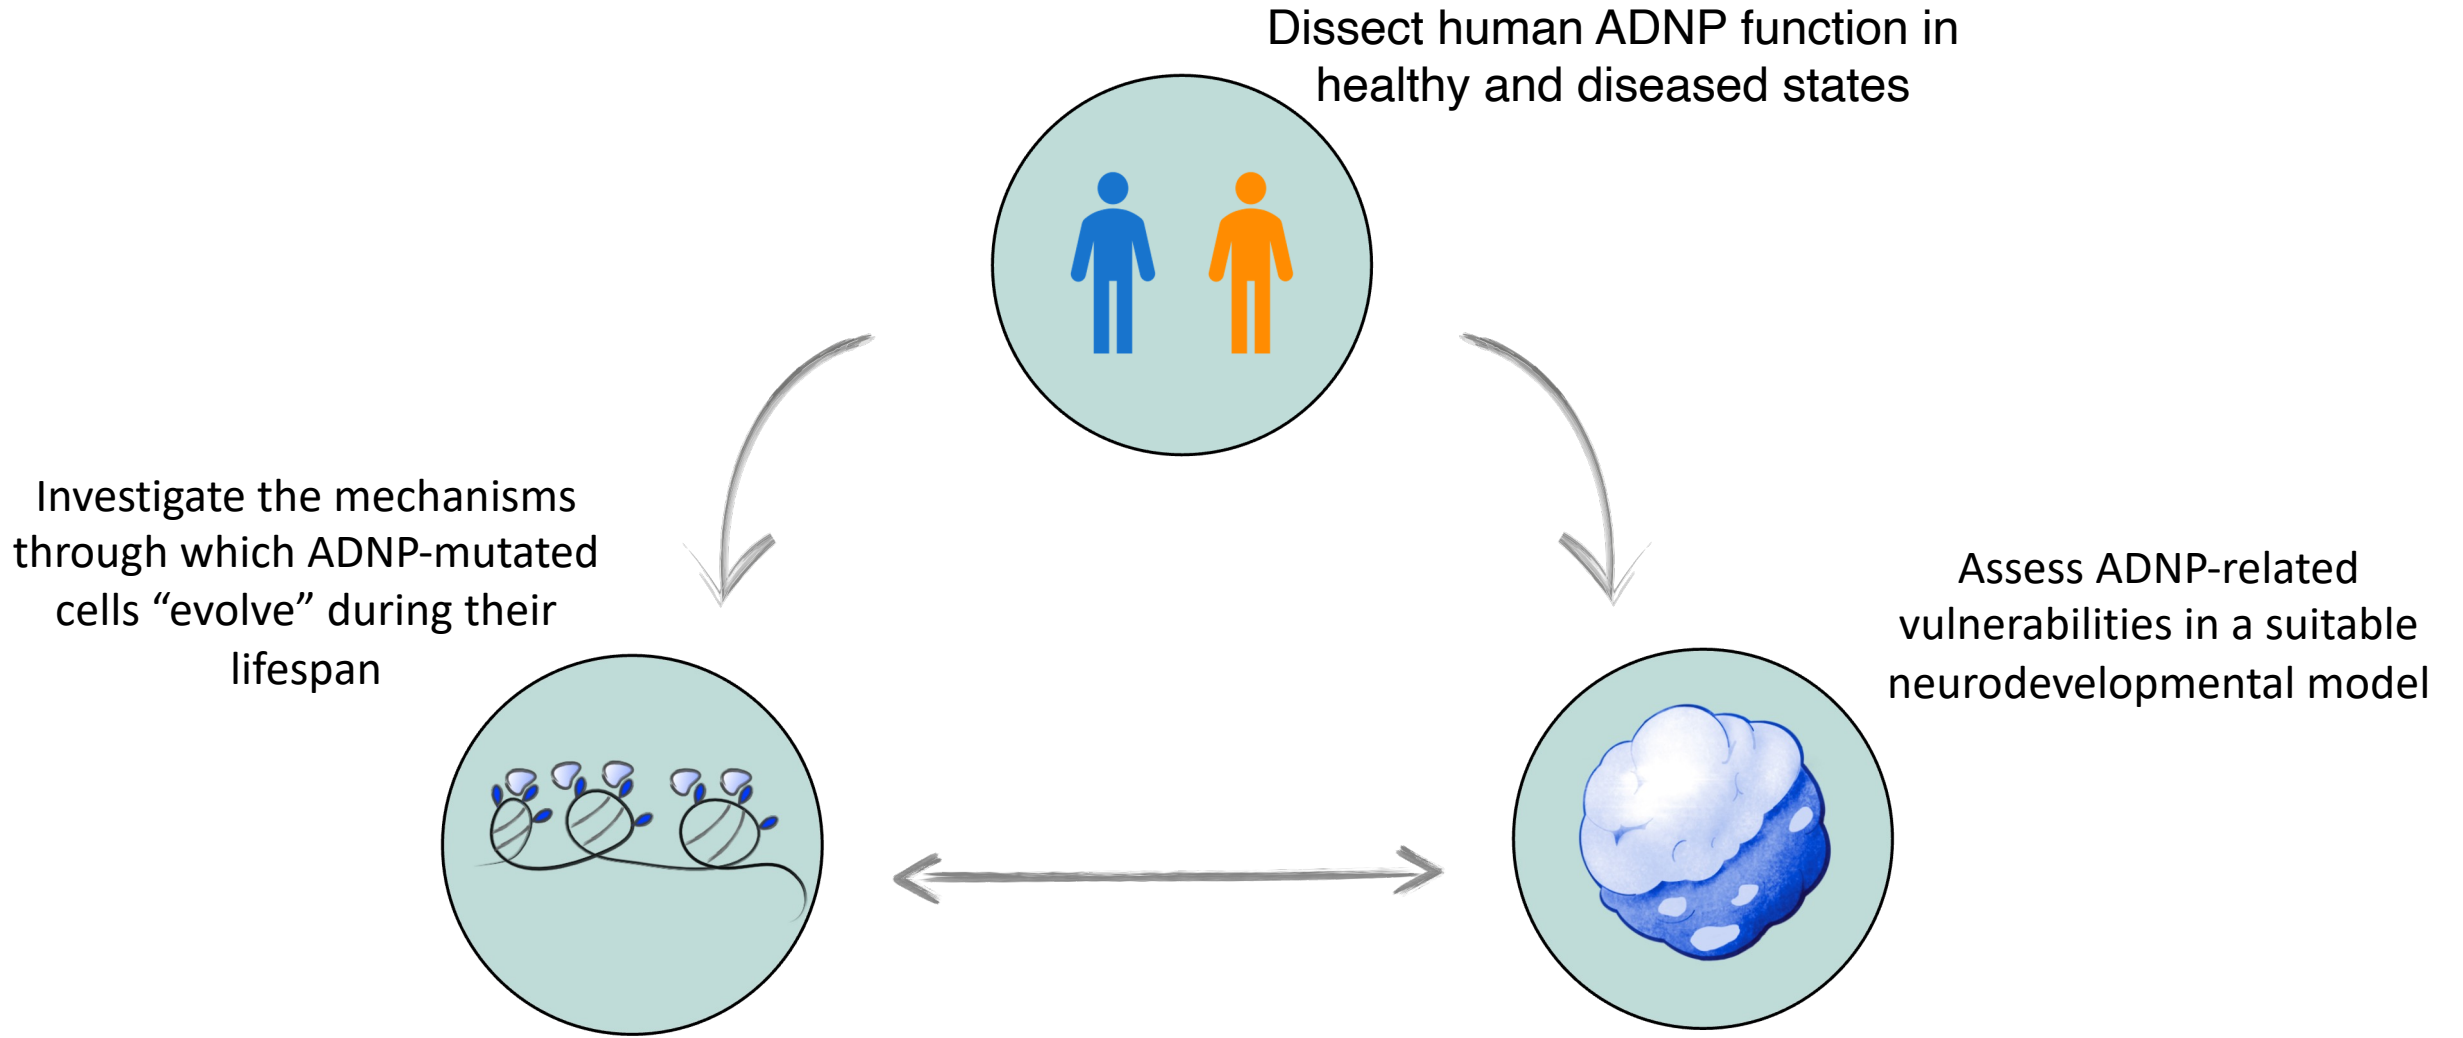 Dissect human ADNP function in
healthy and diseased states
Investigate the mechanisms
through which ADNP-mutated
cells “evolve” during their
lifespan
Assess ADNP-related
vulnerabilities in a suitable
neurodevelopmental model